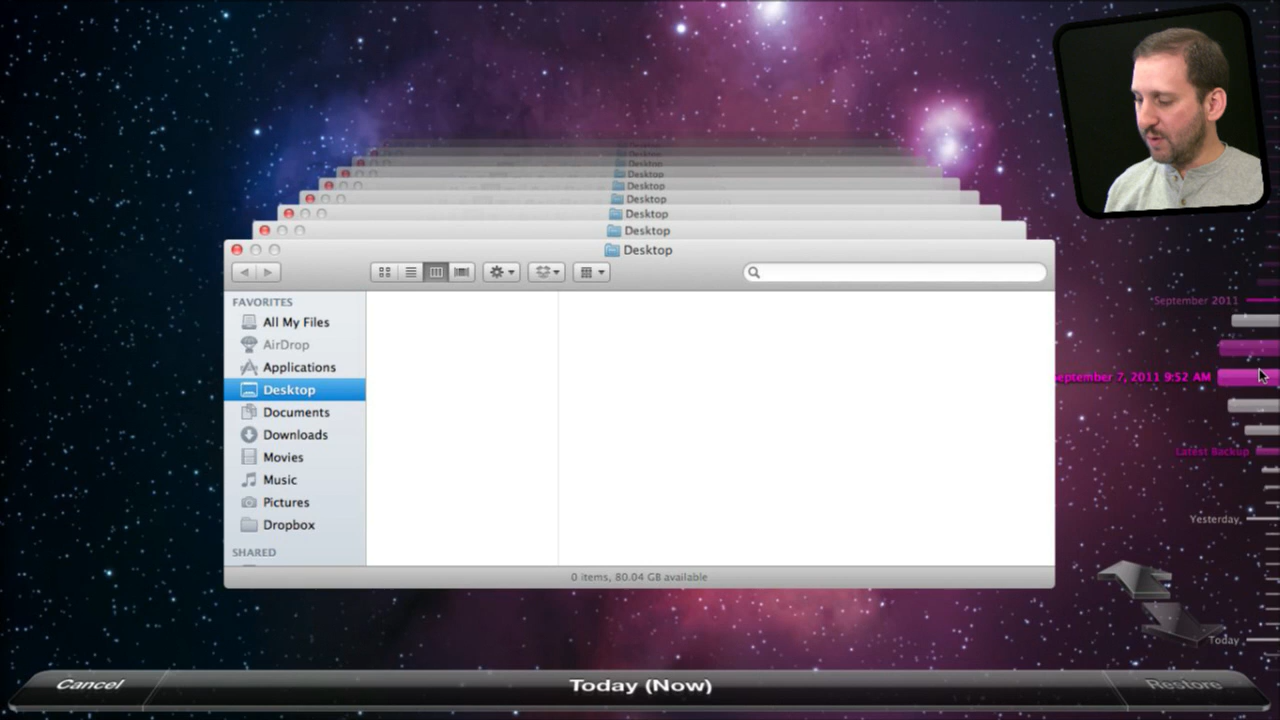 Desktop
Desktop
Desktop
Desktop
Desktop
Desktop
Desktop
Desktop
FAVORITES
All My Files
AirDrop
Applications
Desktop
Documents
Downloads
Movies
Music
Pictures
Dropbox
SHARED
0 items, 80.04 GB available
September 2011
September 7, 2011 9:52 AM
Latest Backup
Yesterday
Today
Cancel
Today (Now)
Restore